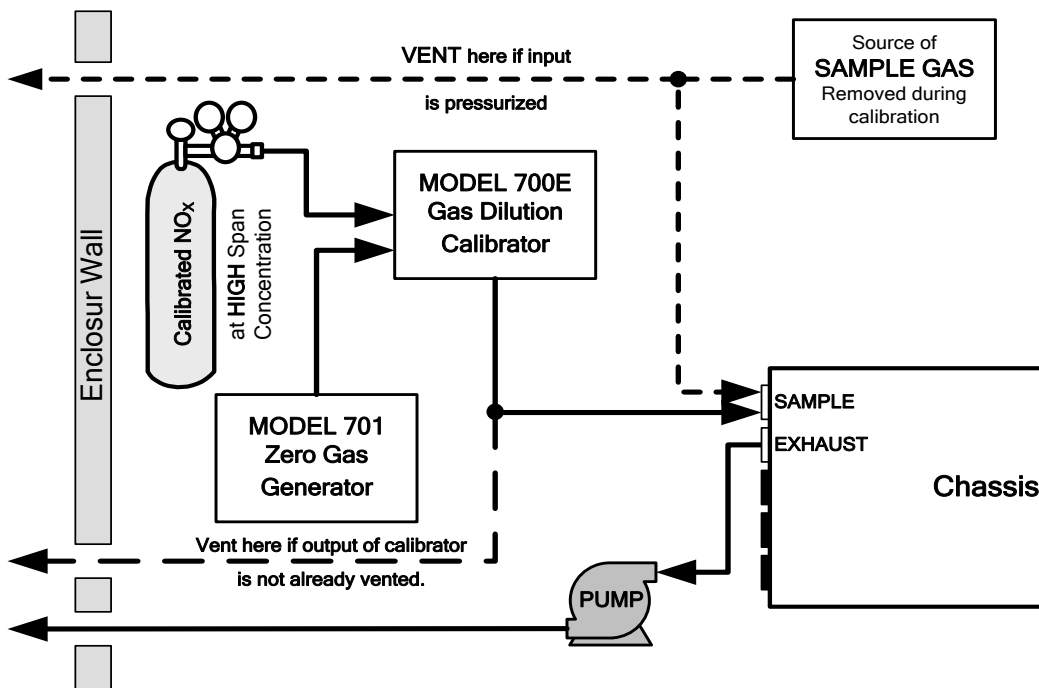 VENT here if input
is pressurized
Source of
SAMPLE GAS
Removed during
calibration
Enclosur Wall
Calibrated NOX
at HIGH Span
Concentration
MODEL 700E
Gas Dilution
Calibrator
MODEL 701
Zero Gas
Generator
SAMPLE
EXHAUST
Chassis
Vent here if output of calibrator
is not already vented.
PUMP